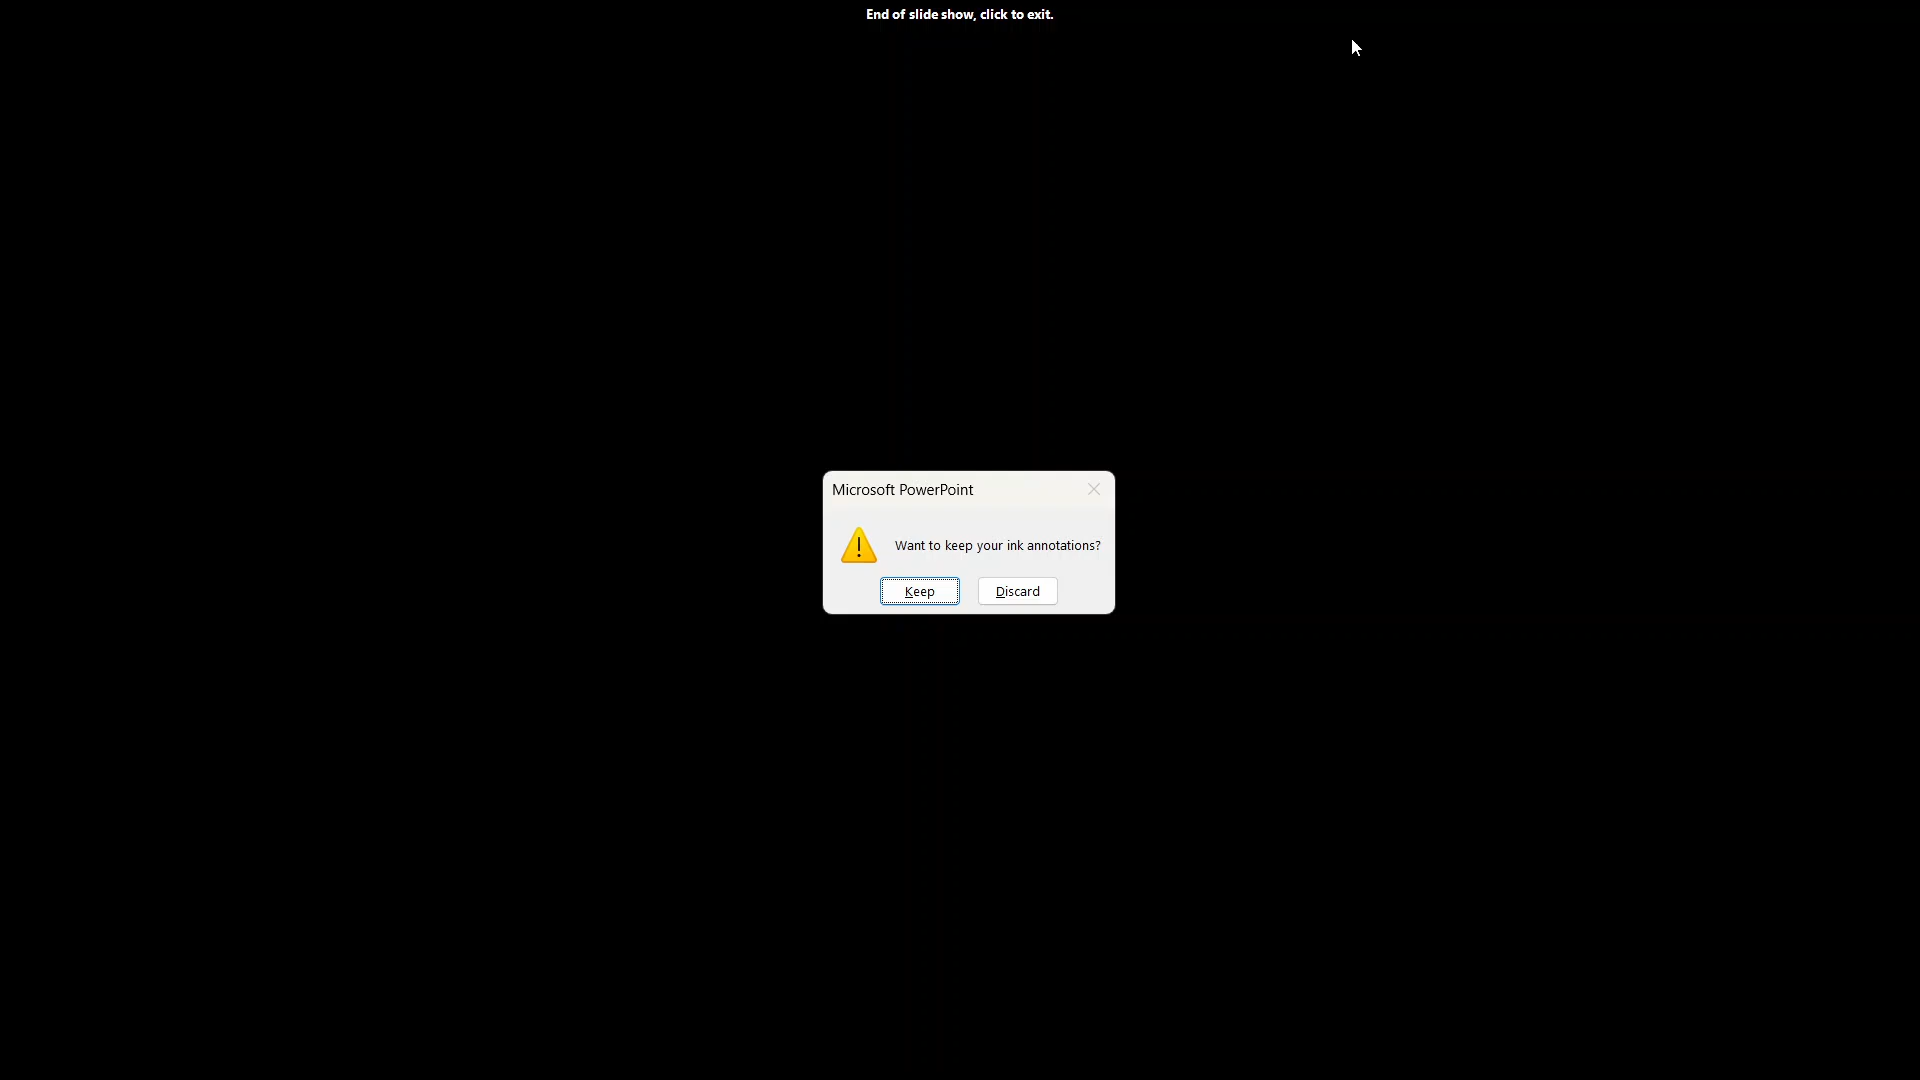 End of slide show, click to exit.
Microsoft PowerPoint
Want to keep your ink annotations?
Keep Discard